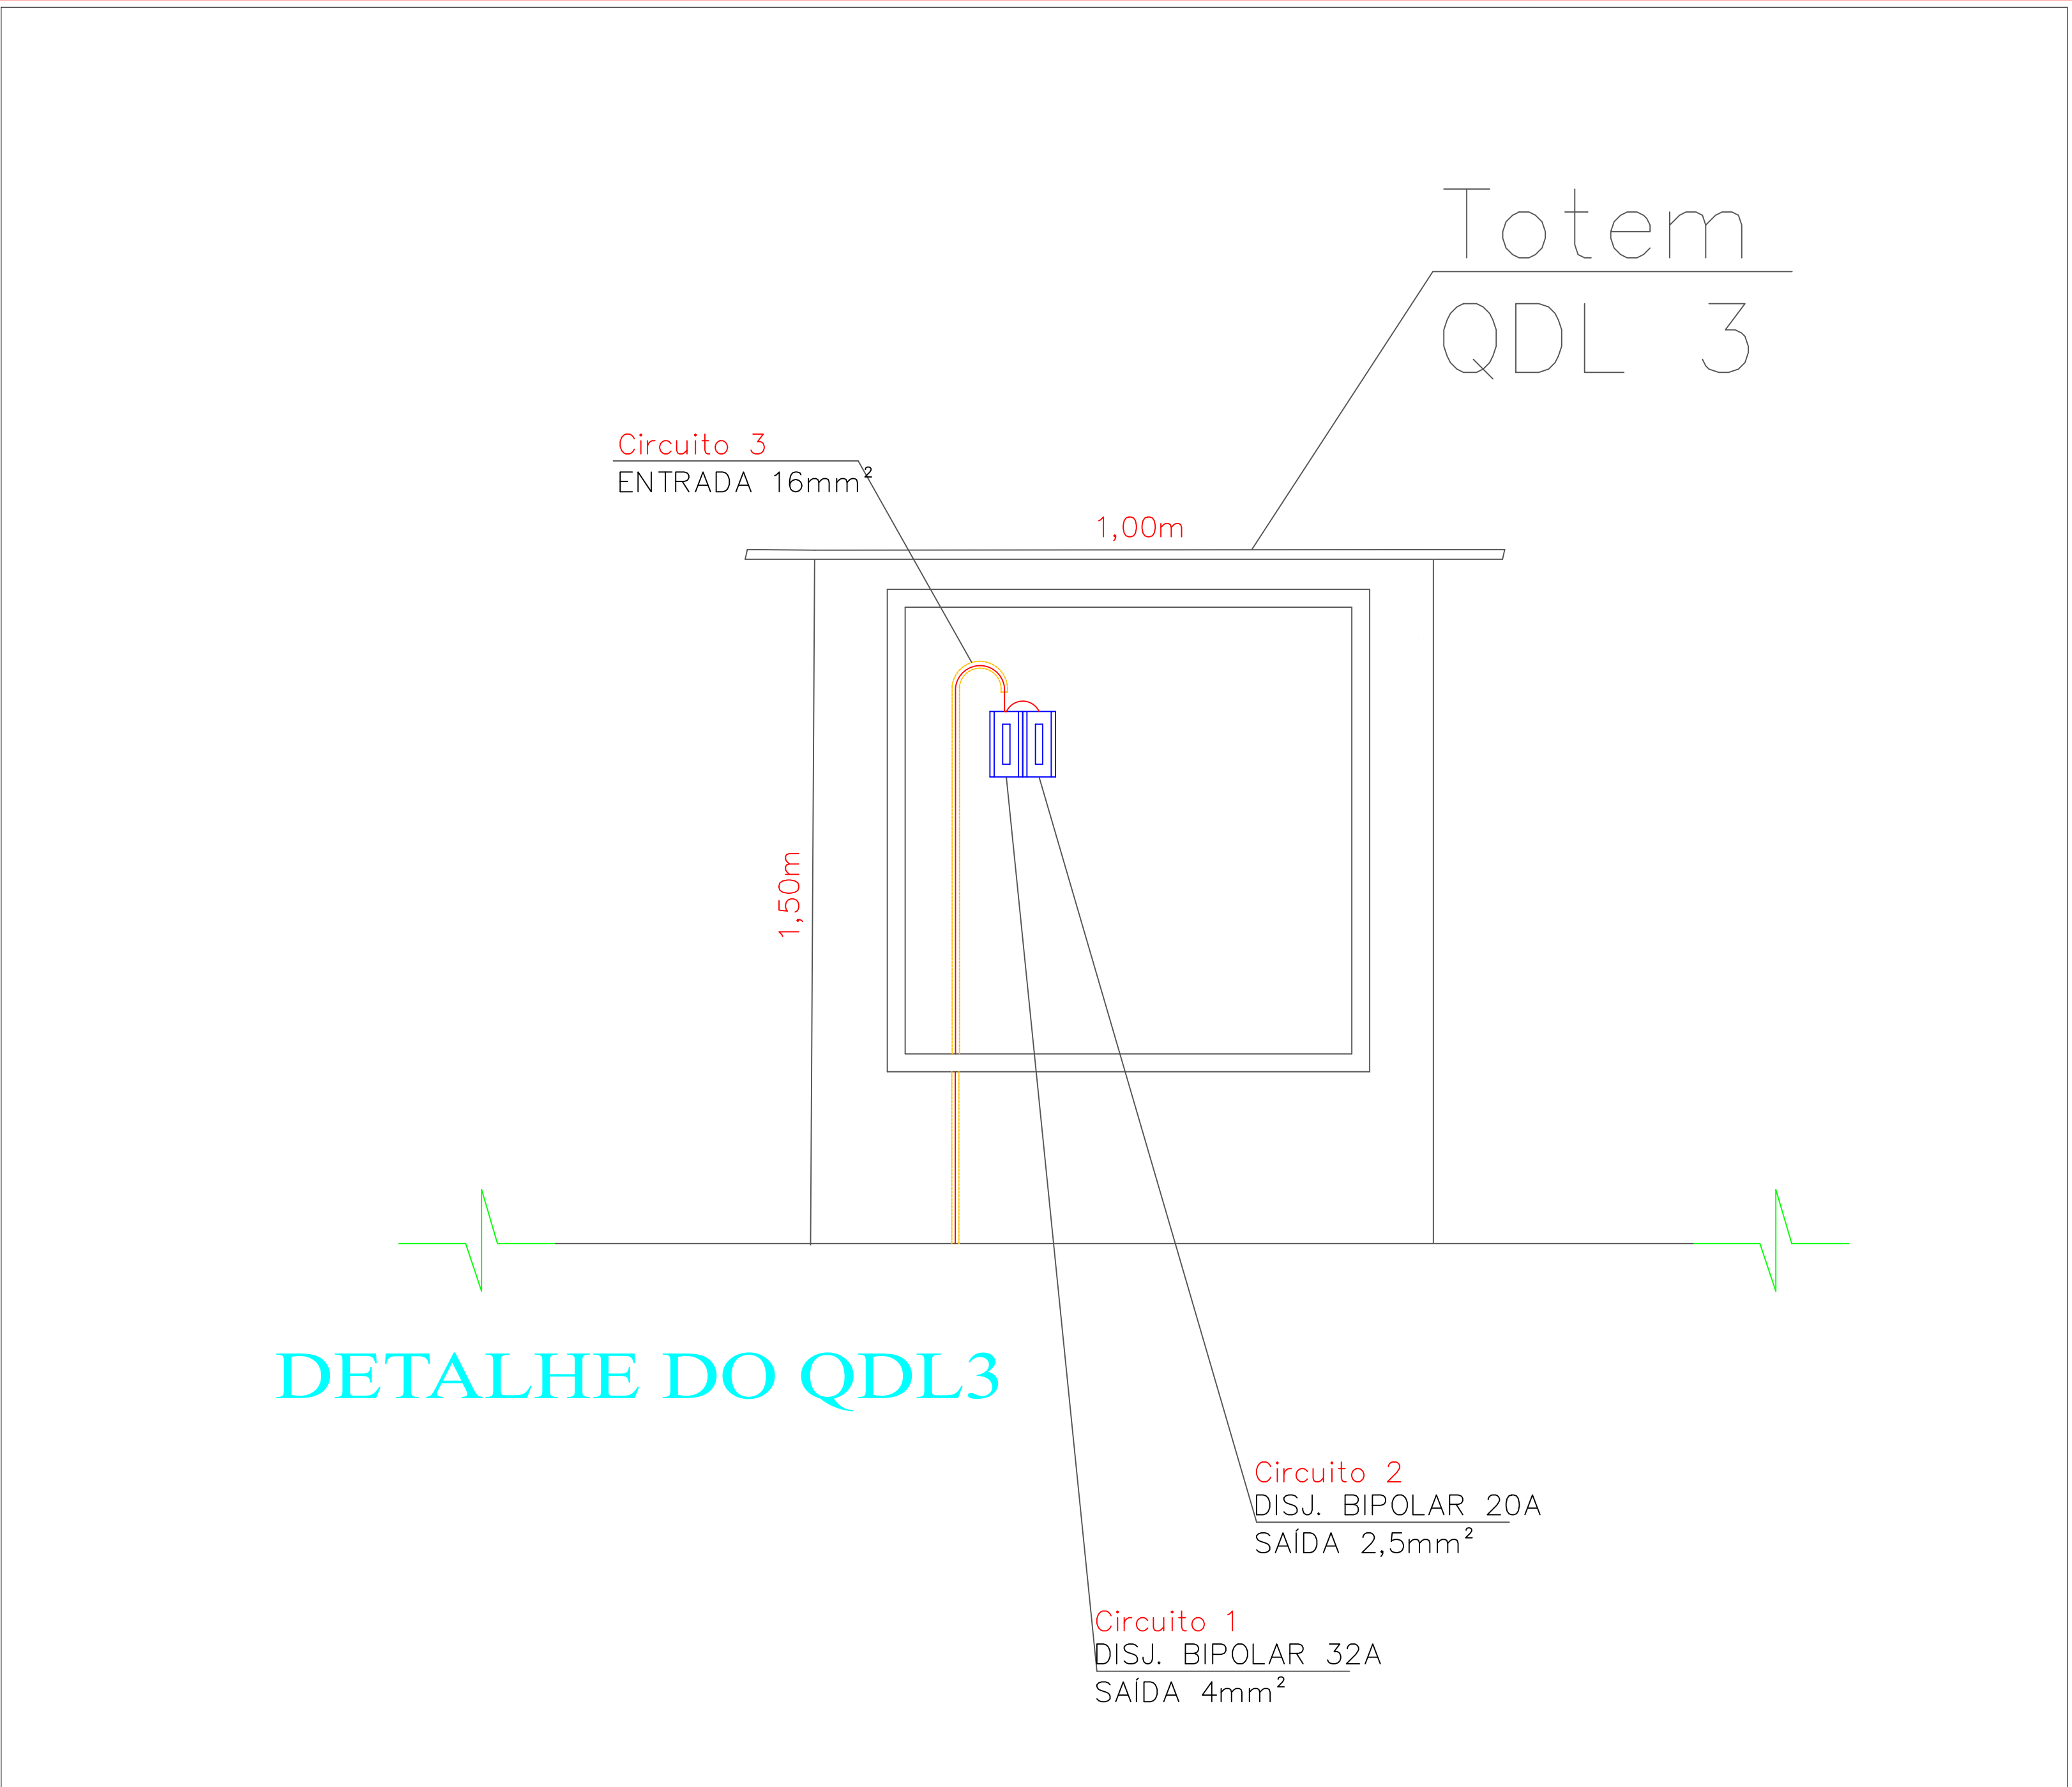 Totem
QDL 3
Circuito 3
ENTRADA 16mm²
1,00m
1,50m
DETALHE DO QDL3
Circuito 2
DISJ. BIPOLAR 20A
SAÍDA 2,5mm²
Circuito 1
DISJ. BIPOLAR 32A
SAÍDA 4mm²